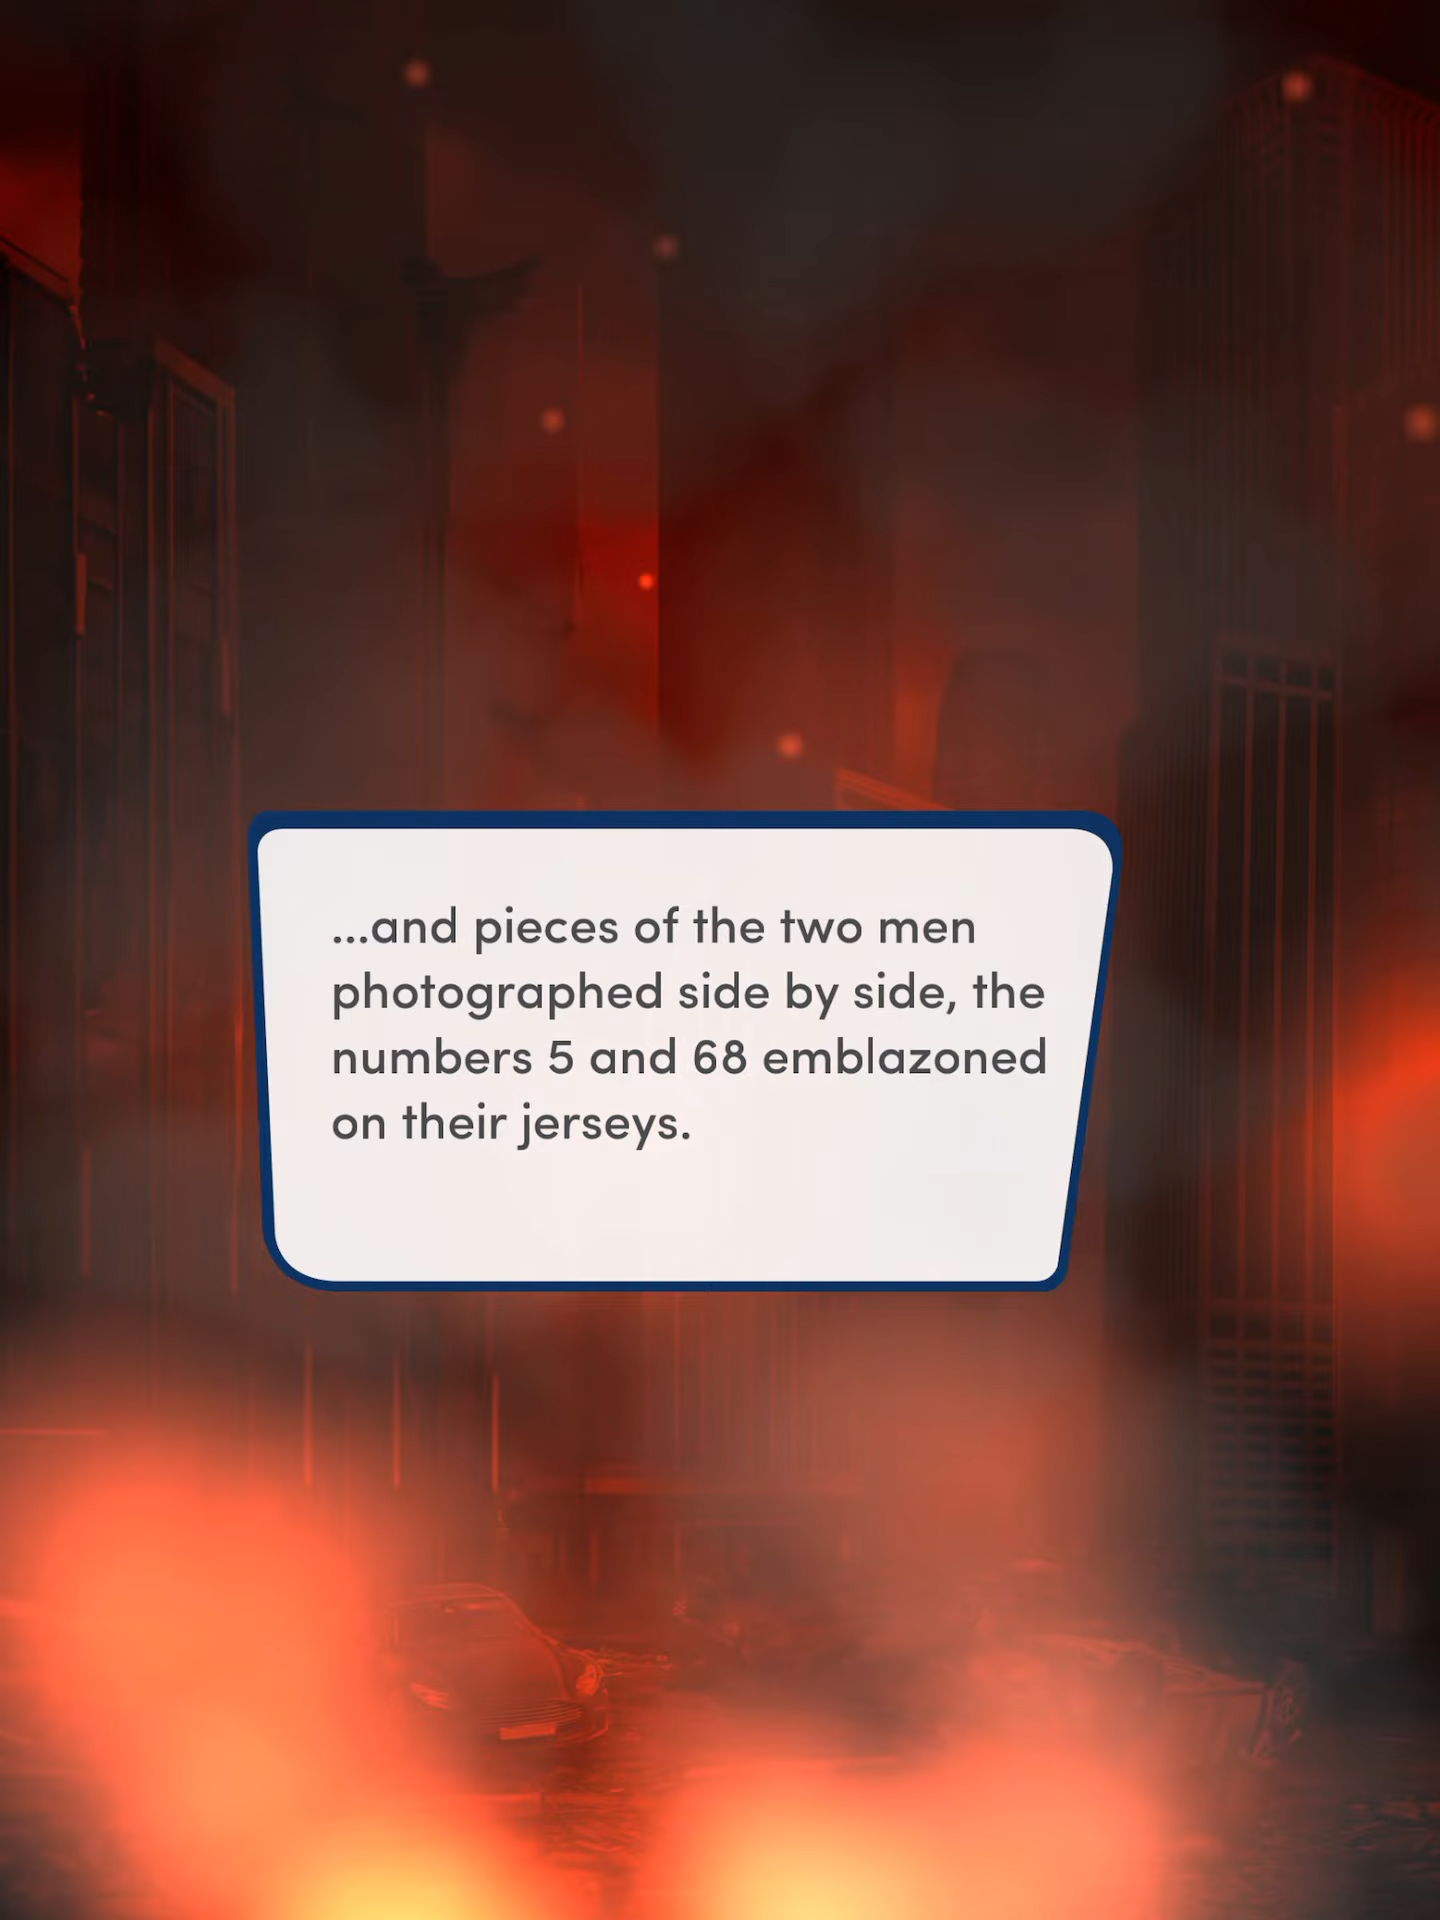 ...and pieces of the two men
photographed side by side, the
numbers 5 and 68 emblazoned
on their jerseys.